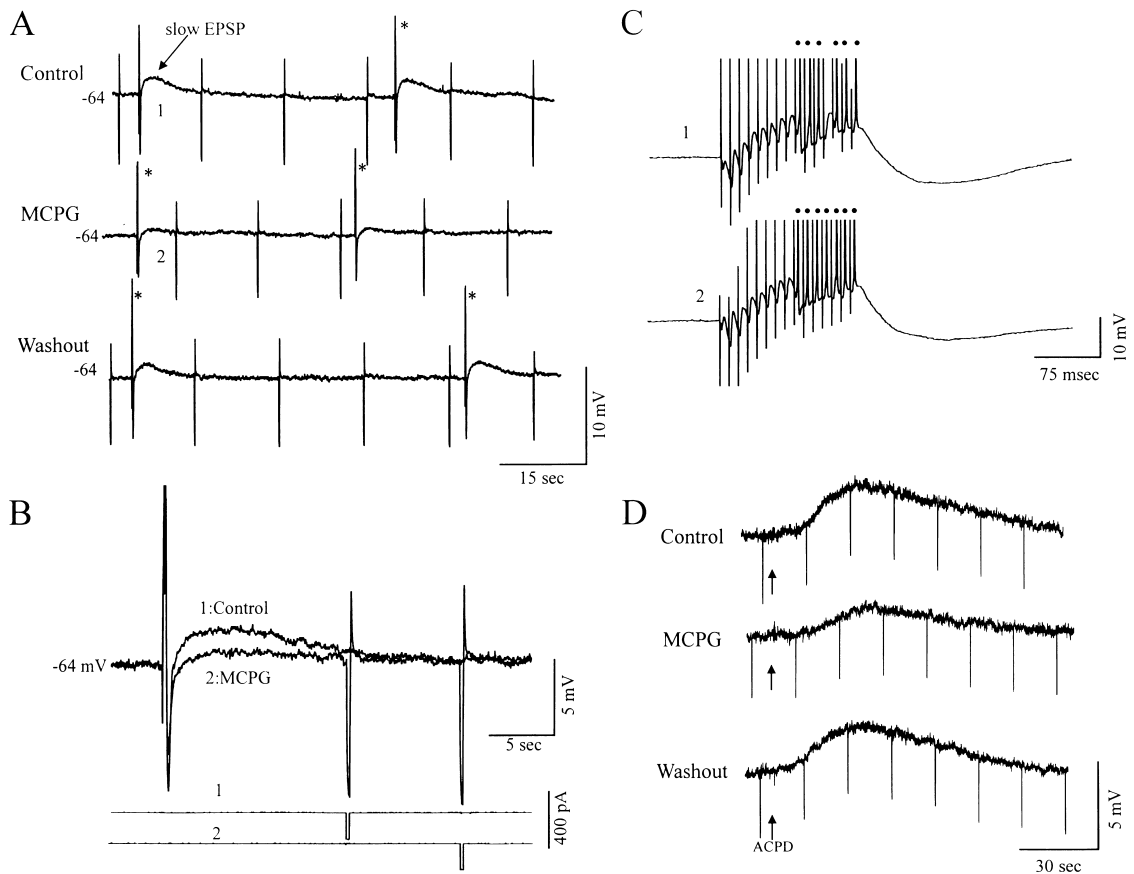 A
slow EPSP
*
Control
-64
1
*
*
MCPG
-64
2
*
*
Washout
-64
10 mV
15 sec
B
1:Control
-64 mV
2:MCPG
5 mV
5 sec
1
2
400 pA
C
1
2
10 mV
75 msec
D
Control
MCPG
Washout
ACPD
5 mV
30 sec